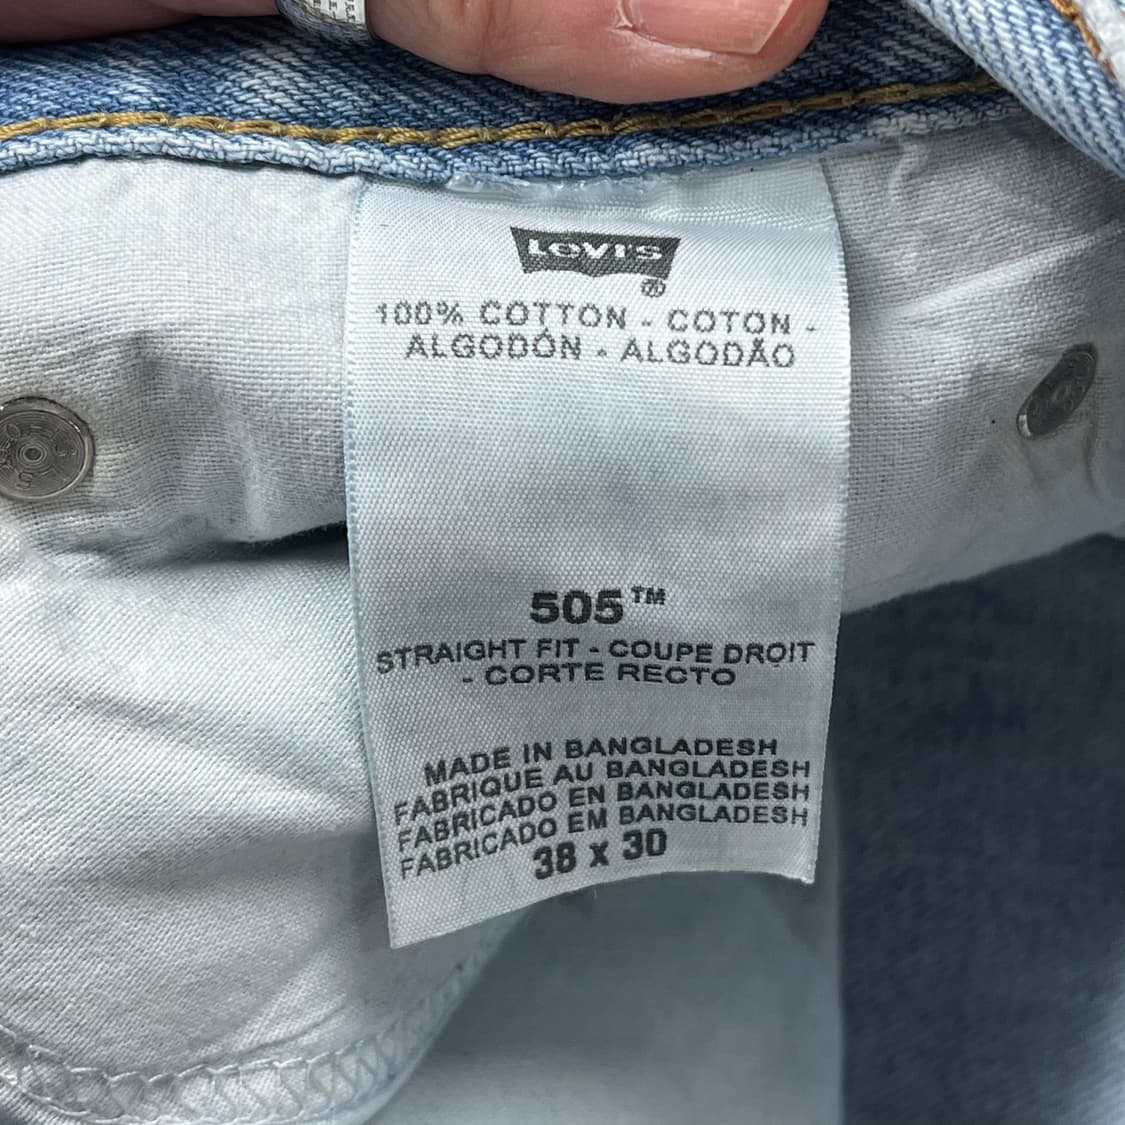 LEVI'S
®
100% COTTON - COTON -
ALGODÓN - ALGODÃO
505™
STRAIGHT FIT - COUPE DROIT
- CORTE RECTO
MADE IN BANGLADESH
FABRIQUE AU BANGLADESH
FABRICADO EN BANGLADESH
FABRICADO EM BANGLADESH
38 x 30